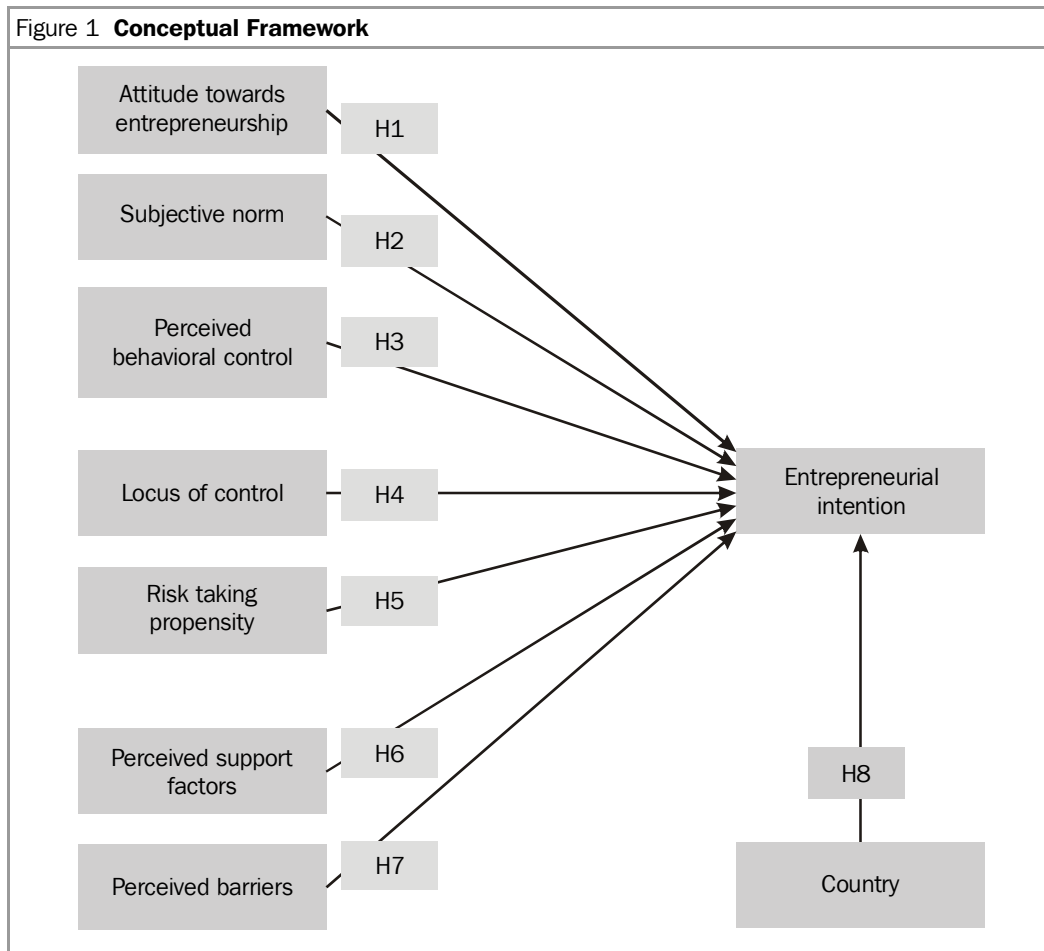 Figure 1 Conceptual Framework
Attitude towards
entrepreneurship
H1
Subjective norm
H2
Perceived
behavioral control
H3
Locus of control
H4
Risk taking
propensity
H5
Perceived support
factors
H6
Perceived barriers
H7
Entrepreneurial
intention
H8
Country